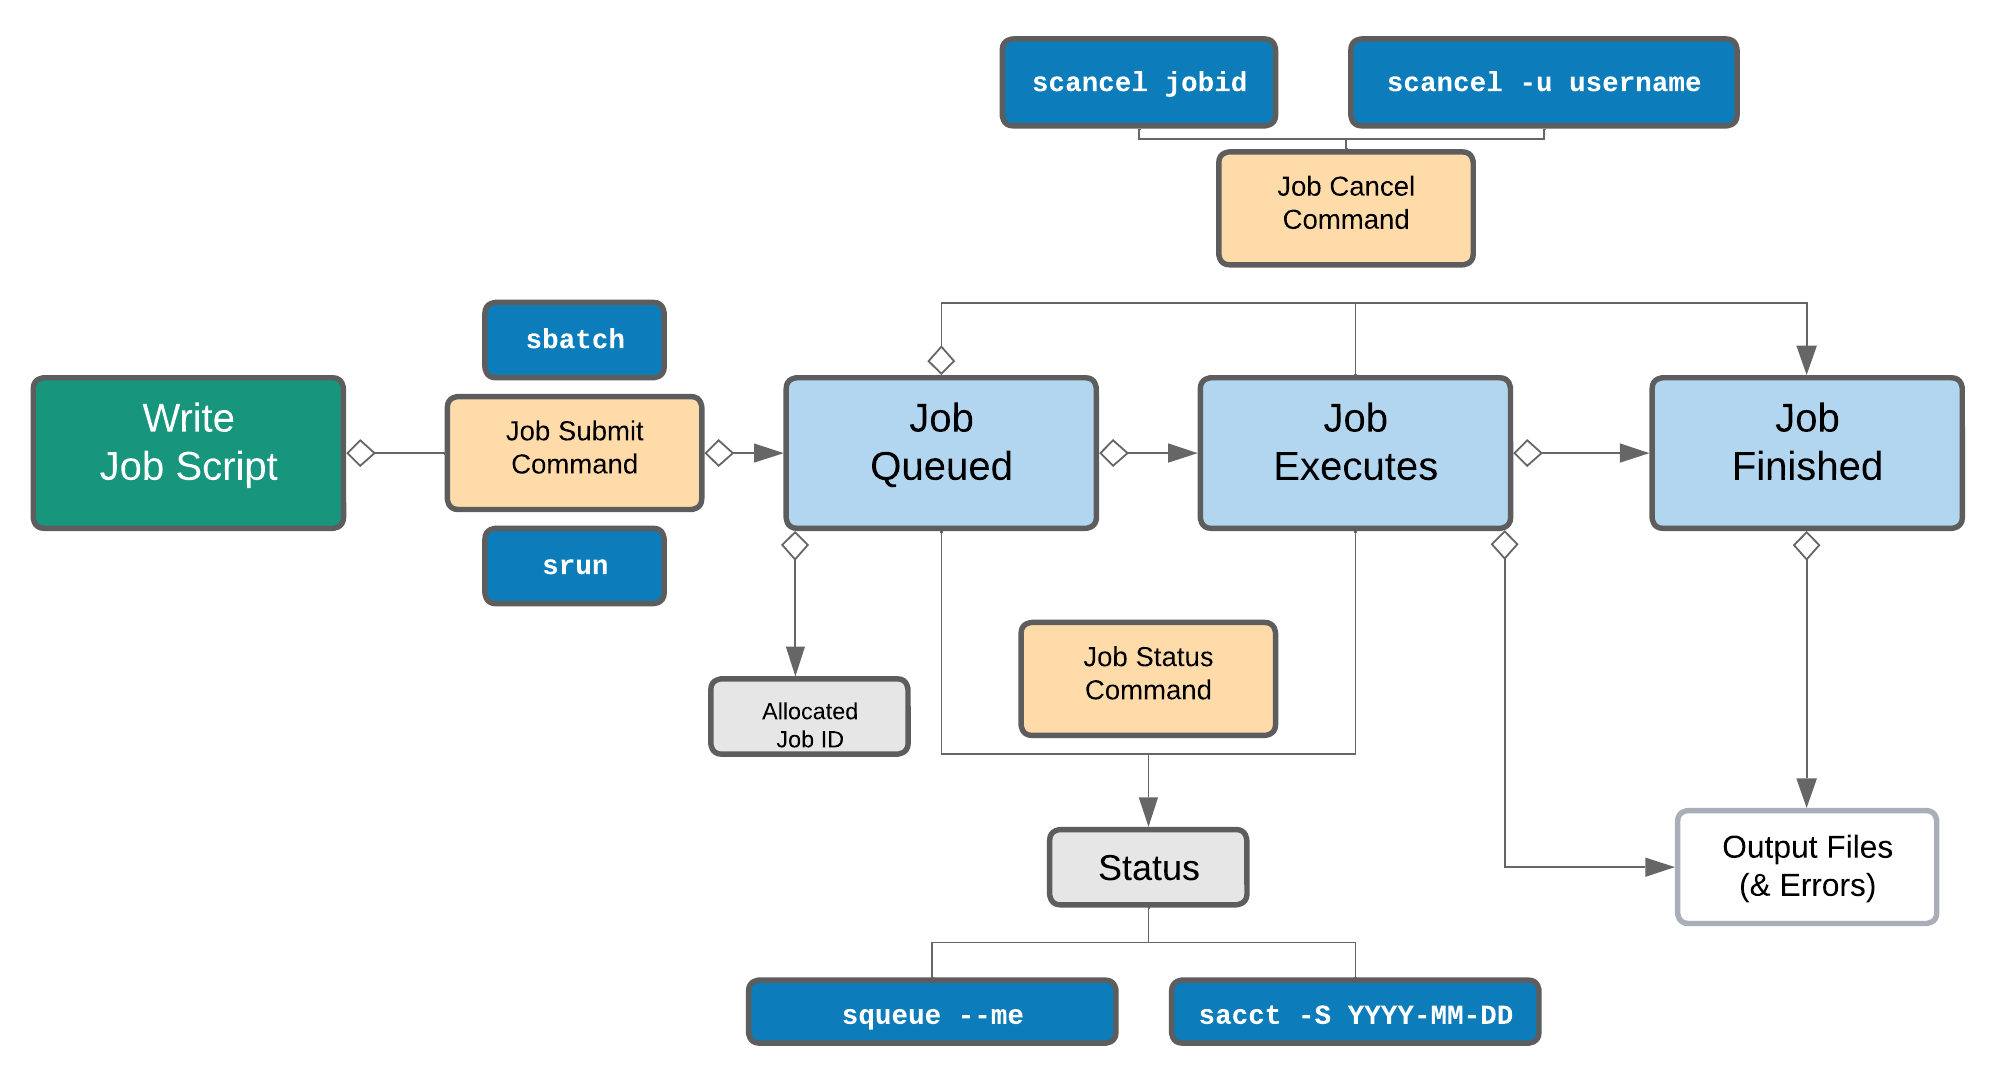 scancel jobid
scancel -u username
Job Cancel
Command
sbatch
Write
Job Script
Job Submit
Command
srun
Job
Queued
Job
Executes
Job
Finished
Allocated
Job ID
Job Status
Command
Status
Output Files
(& Errors)
squeue --me
sacct -S YYYY-MM-DD